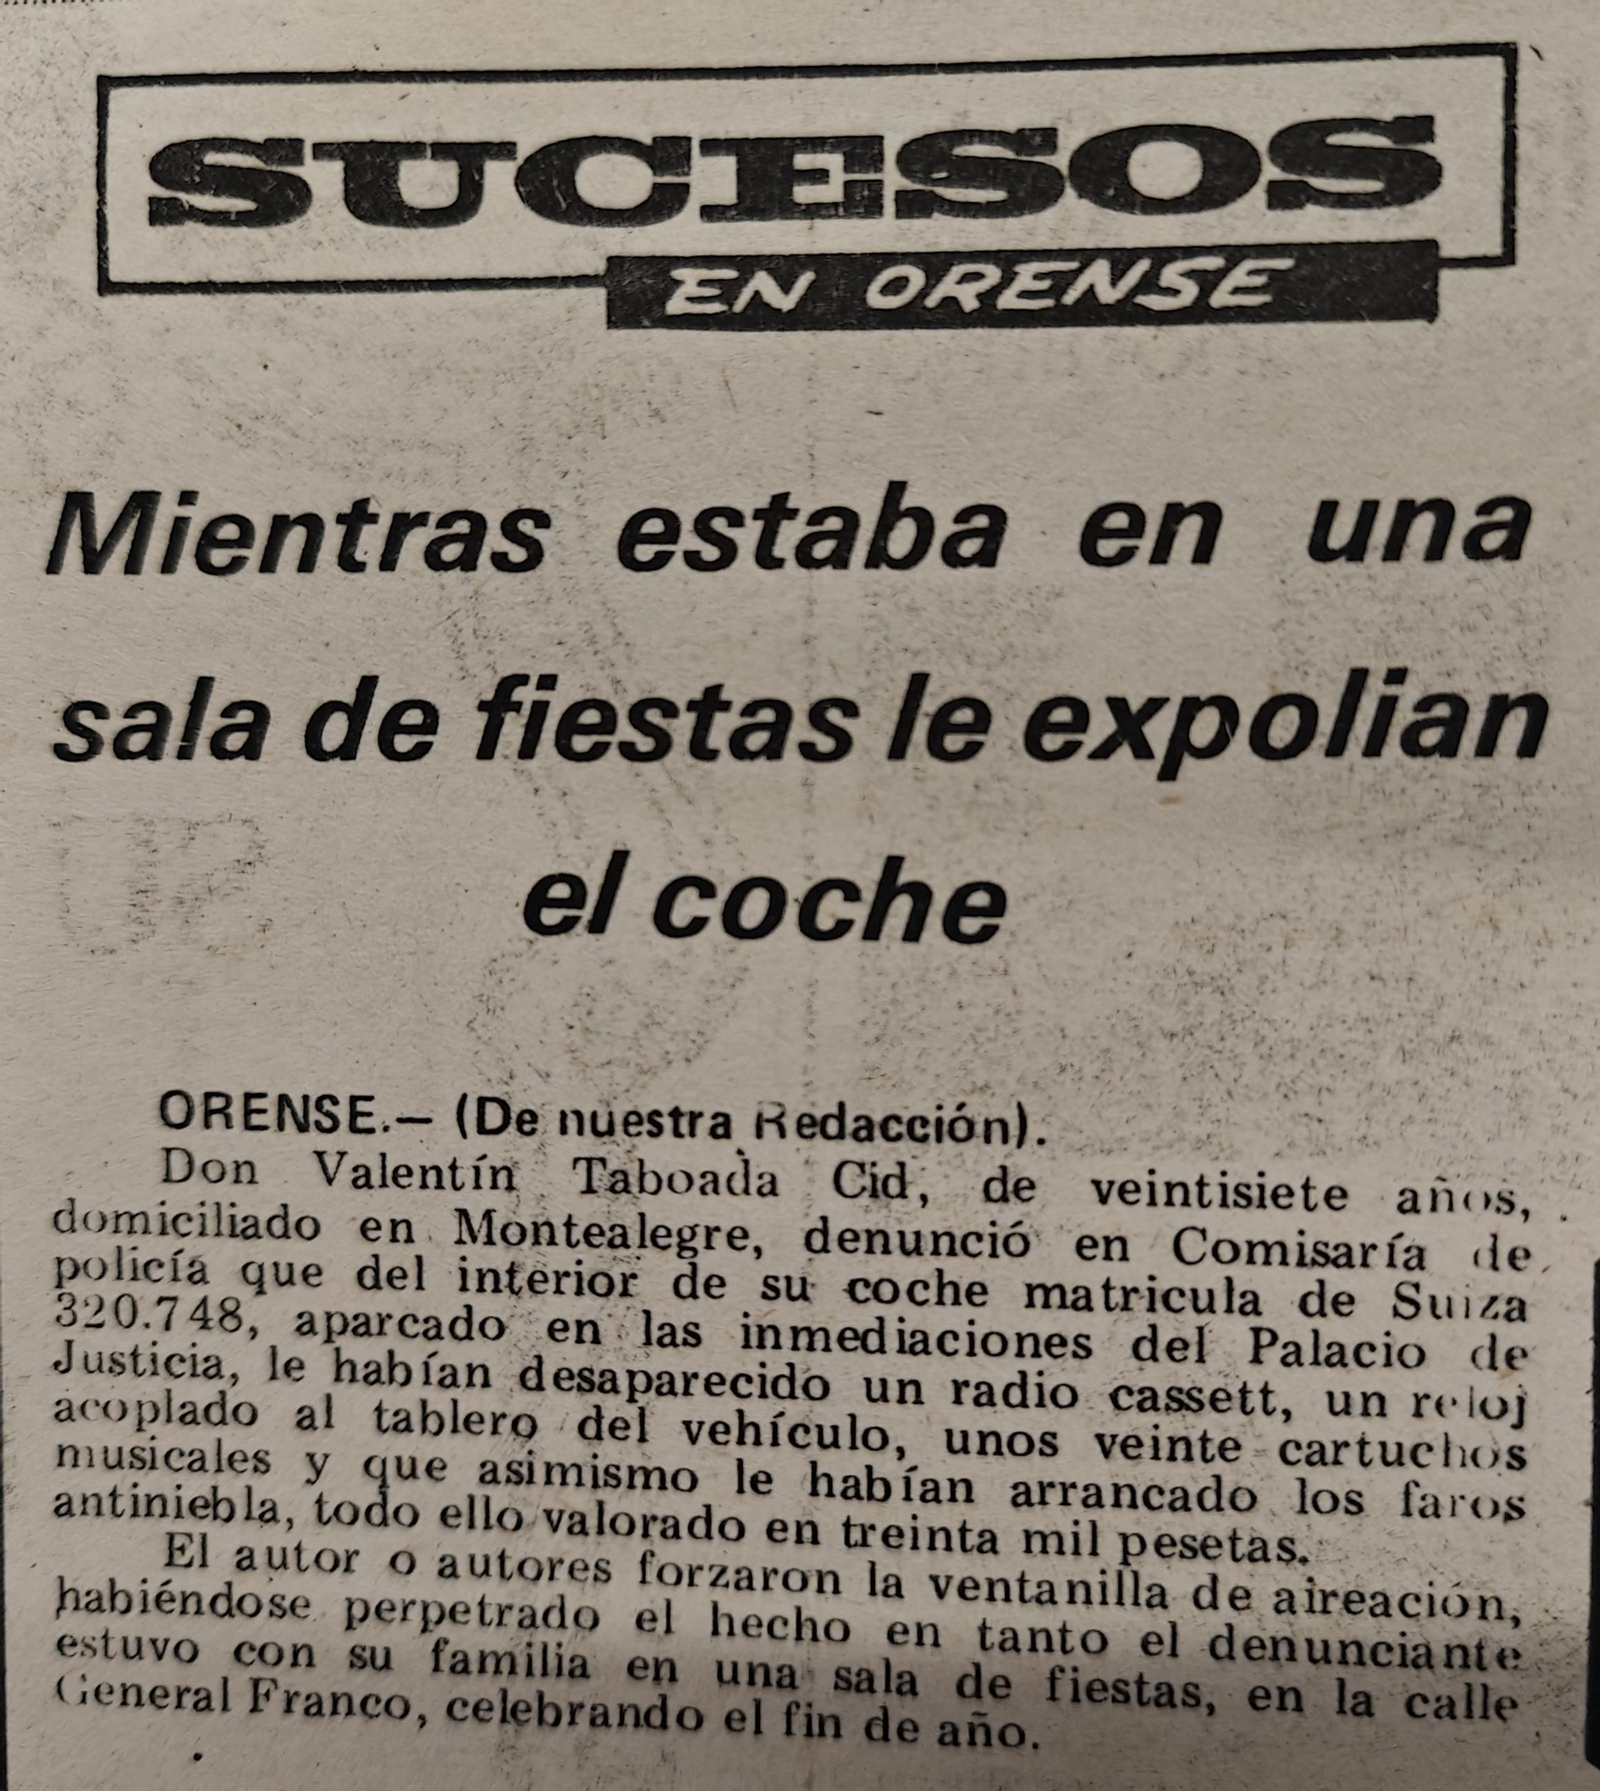 SUCESOS
EN ORENSE
Mientras estaba en una
sala de fiestas le expolian
el coche
ORENSE.— (De nuestra Redacción).
Don Valentín Taboada Cid, de veintisiete años,
domiciliado en Montealegre, denunció en Comisaría de
policía que del interior de su coche matricula de Suiza
320.748, aparcado en las inmediaciones del Palacio de
Justicia, le habían desaparecido un radio cassett, un reloj
acoplado al tablero del vehículo, unos veinte cartuchos
musicales y que asimismo le habían arrancado los faros
antiniebla, todo ello valorado en treinta mil pesetas.
El autor o autores forzaron la ventanilla de aireación,
habiéndose perpetrado el hecho en tanto el denunciante
estuvo con su familia en una sala de fiestas, en la calle
General Franco, celebrando el fin de año.